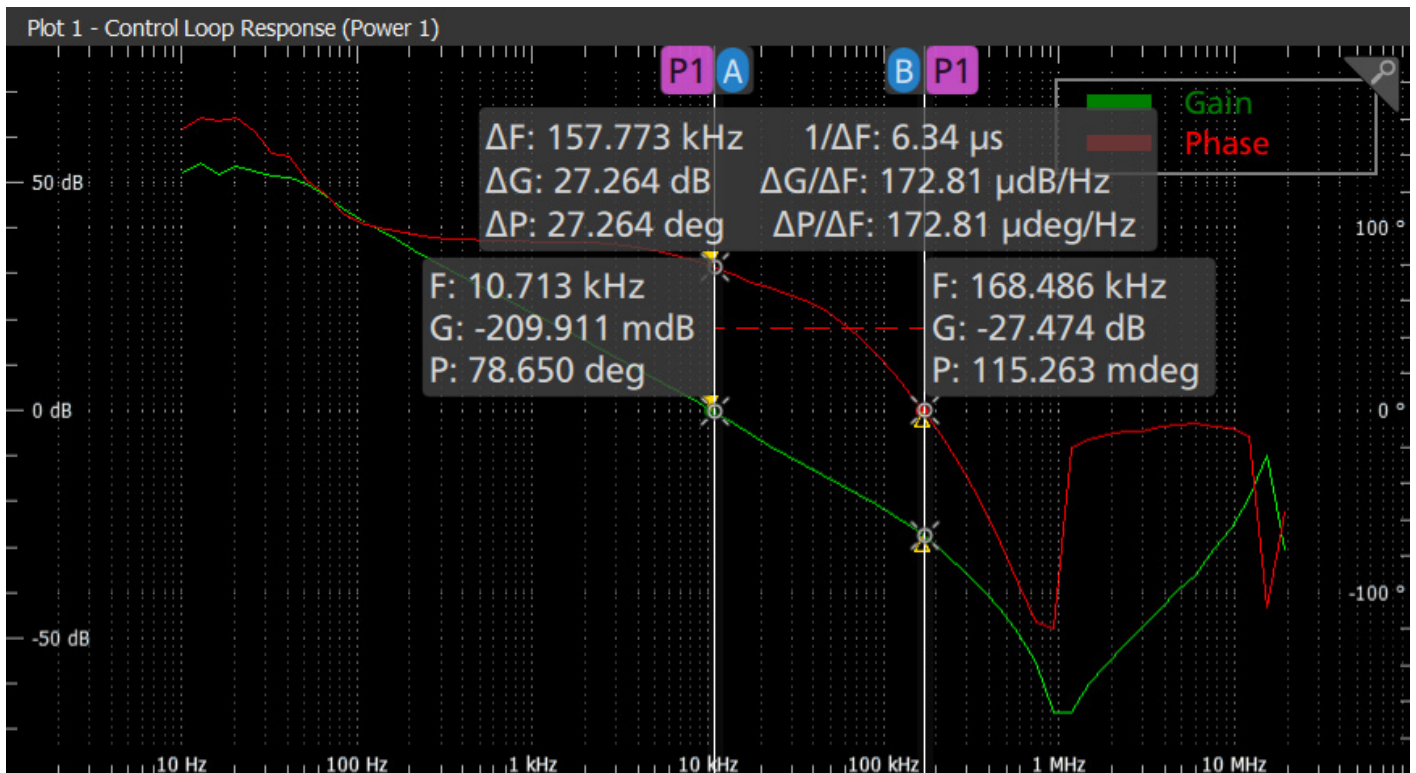 Plot 1 - Control Loop Response (Power 1)
P1 A B P1
Gain
Phase
ΔF: 157.773 kHz 1/ΔF: 6.34 µs
ΔG: 27.264 dB ΔG/ΔF: 172.81 µdB/Hz
ΔP: 27.264 deg ΔP/ΔF: 172.81 µdeg/Hz
F: 10.713 kHz
G: -209.911 mdB
P: 78.650 deg
F: 168.486 kHz
G: -27.474 dB
P: 115.263 mdeg
50 dB
0 dB
-50 dB
100 °
0 °
-100 °
10 Hz 100 Hz 1 kHz 10 kHz 100 kHz 1 MHz 10 MHz